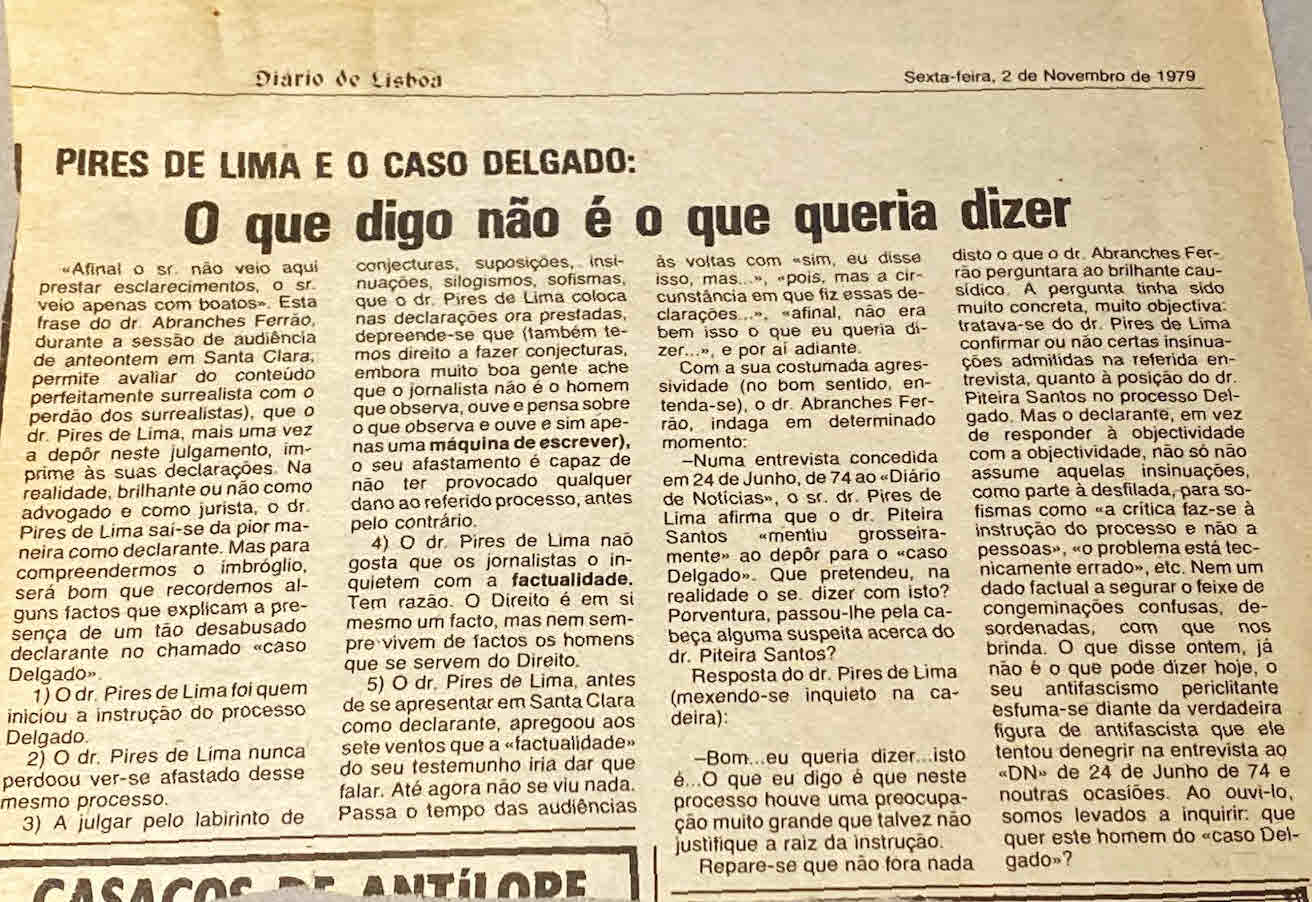 Diário de Lisboa
Sexta-feira, 2 de Novembro de 1979
PIRES DE LIMA E O CASO DELGADO:
O que digo não é o que queria dizer
«Afinal o sr. não veio aqui
prestar esclarecimentos, o sr.
veio apenas com boatos». Esta
frase do dr. Abranches Ferrão,
durante a sessão de audiência
de anteontem em Santa Clara,
permite avaliar do conteúdo
perfeitamente surrealista com o
perdão dos surrealistas), que o
dr. Pires de Lima, mais uma vez
a depôr neste julgamento, im-
prime às suas declarações. Na
realidade, brilhante ou não como
advogado e como jurista, o dr.
Pires de Lima sai-se da pior ma-
neira como declarante. Mas para
compreendermos o imbróglio,
será bom que recordemos al-
guns factos que explicam a pre-
sença de um tão desabusado
declarante no chamado «caso
Delgado».
1) O dr. Pires de Lima foi quem
iniciou a instrução do processo
Delgado.
2) O dr. Pires de Lima nunca
perdoou ver-se afastado desse
mesmo processo.
3) A julgar pelo labirinto de
conjecturas, suposições, insi-
nuações, silogismos, sofismas,
que o dr. Pires de Lima coloca
nas declarações ora prestadas,
depreende-se que (também te-
mos direito a fazer conjecturas,
embora muito boa gente ache
que o jornalista não é o homem
que observa, ouve e pensa sobre
o que observa e ouve e sim ape-
nas uma máquina de escrever),
o seu afastamento é capaz de
não ter provocado qualquer
dano ao referido processo, antes
pelo contrário.
4) O dr. Pires de Lima naõ
gosta que os jornalistas o in-
quietem com a factualidade.
Tem razão. O Direito é em si
mesmo um facto, mas nem sem-
pre vivem de factos os homens
que se servem do Direito.
5) O dr. Pires de Lima, antes
de se apresentar em Santa Clara
como declarante, apregoou aos
sete ventos que a «factualidade»
do seu testemunho iria dar que
falar. Até agora não se viu nada.
Passa o tempo das audiências
às voltas com «sim, eu disse
isso, mas...», «pois, mas a cir-
cunstância em que fiz essas de-
clarações...», «afinal, não era
bem isso o que eu queria di-
zer...», e por aí adiante.
Com a sua costumada agres-
sividade (no bom sentido, en-
tenda-se), o dr. Abranches Fer-
rão, indaga em determinado
momento:
—Numa entrevista concedida
em 24 de Junho, de 74 ao «Diário
de Notícias», o sr. dr. Pires de
Lima afirma que o dr. Piteira
Santos «mentiu grosseira-
mente» ao depôr para o «caso
Delgado». Que pretendeu, na
realidade o se. dizer com isto?
Porventura, passou-lhe pela ca-
beça alguma suspeita acerca do
dr. Piteira Santos?
Resposta do dr. Pires de Lima
(mexendo-se inquieto na ca-
deira):
—Bom...eu queria dizer...isto
é...O que eu digo é que neste
processo houve uma preocupa-
ção muito grande que talvez não
justifique a raiz da instrução.
Repare-se que não fora nada
disto o que o dr. Abranches Fer-
rão perguntara ao brilhante cau-
sídico. A pergunta tinha sido
muito concreta, muito objectiva:
tratava-se do dr. Pires de Lima
confirmar ou não certas insinua-
ções admitidas na referida en-
trevista, quanto à posição do dr.
Piteira Santos no processo Del-
gado. Mas o declarante, em vez
de responder à objectividade
com a objectividade, não só não
assume aquelas insinuações,
como parte à desfilada, para so-
fismas como «a crítica faz-se à
instrução do processo e não a
pessoas», «o problema está tec-
nicamente errado», etc. Nem um
dado factual a segurar o feixe de
congeminações confusas, de-
sordenadas, com que nos
brinda. O que disse ontem, já
não é o que pode dizer hoje, o
seu antifascismo periclitante
esfuma-se diante da verdadeira
figura de antifascista que ele
tentou denegrir na entrevista ao
«DN» de 24 de Junho de 74 e
noutras ocasiões. Ao ouvi-lo,
somos levados a inquirir: que
quer este homem do «caso Del-
gado»?
CASACOS DE ANTÍLOPE